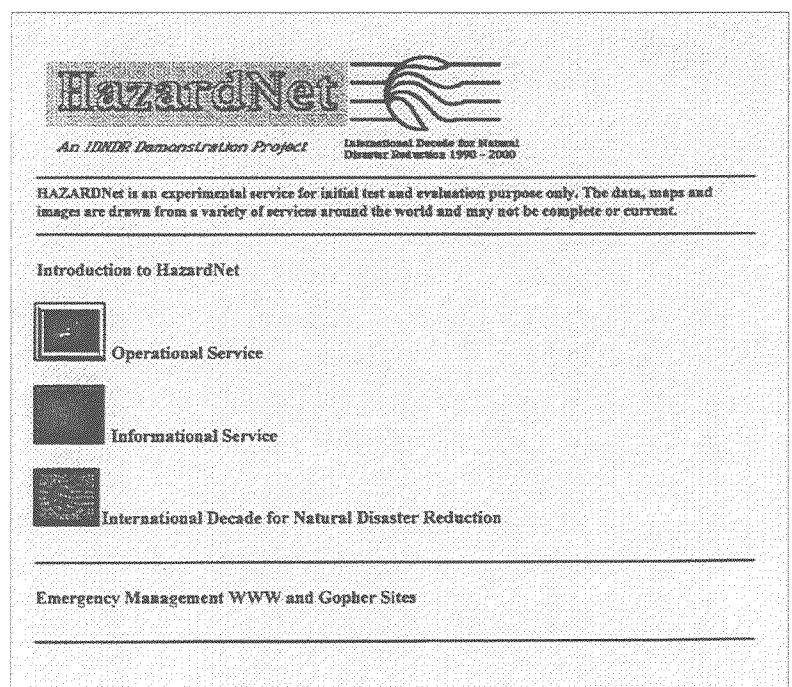 HazardNet
An IDNDR Demonstration Project
International Decade for Natural
Disaster Reduction 1990 - 2000
HAZARDNet is an experimental service for initial test and evaluation purpose only. The data, maps and
images are drawn from a variety of services around the world and may not be complete or current.
Introduction to HazardNet
Operational Service
Informational Service
International Decade for Natural Disaster Reduction
Emergency Management WWW and Gopher Sites